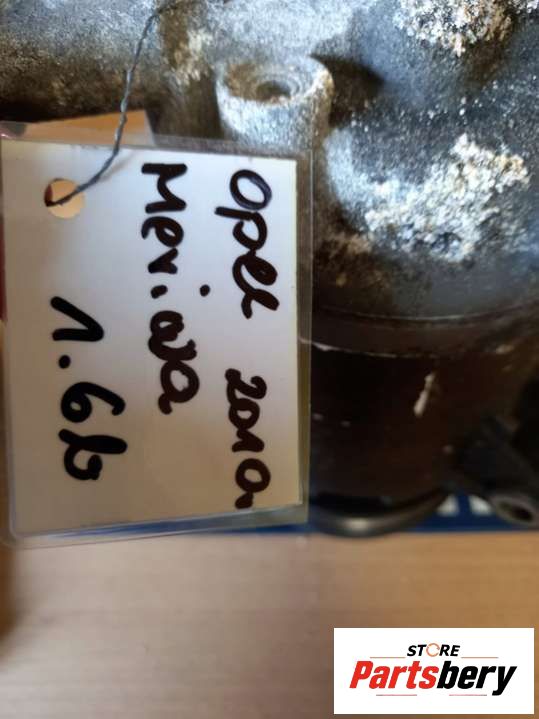 Opel 2010.
Meriva
1.6b
STORE
Partsbery